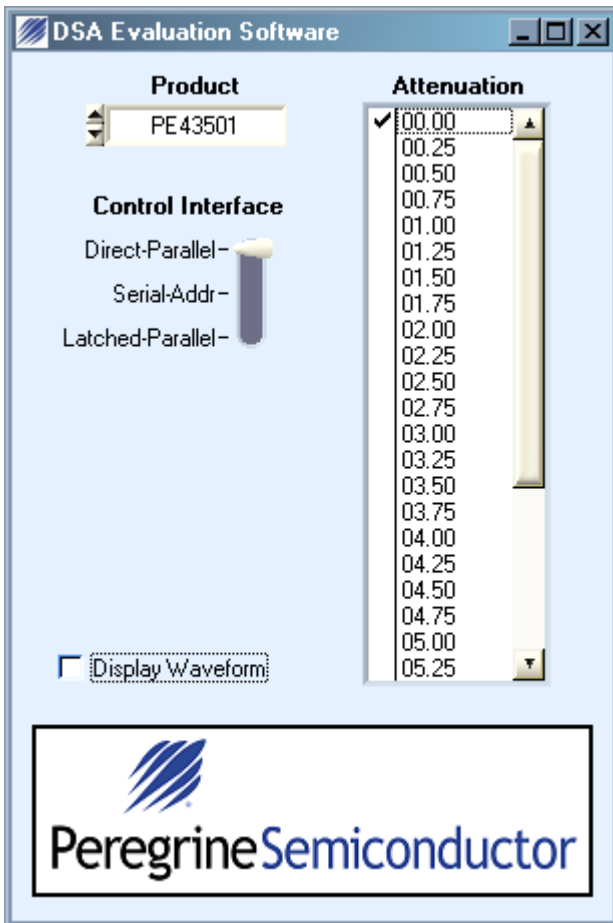 DSA Evaluation Software
Product
PE43501
Control Interface
Direct-Parallel
Serial-Addr
Latched-Parallel
Display Waveform
Attenuation
00.00
00.25
00.50
00.75
01.00
01.25
01.50
01.75
02.00
02.25
02.50
02.75
03.00
03.25
03.50
03.75
04.00
04.25
04.50
04.75
05.00
05.25
Peregrine Semiconductor